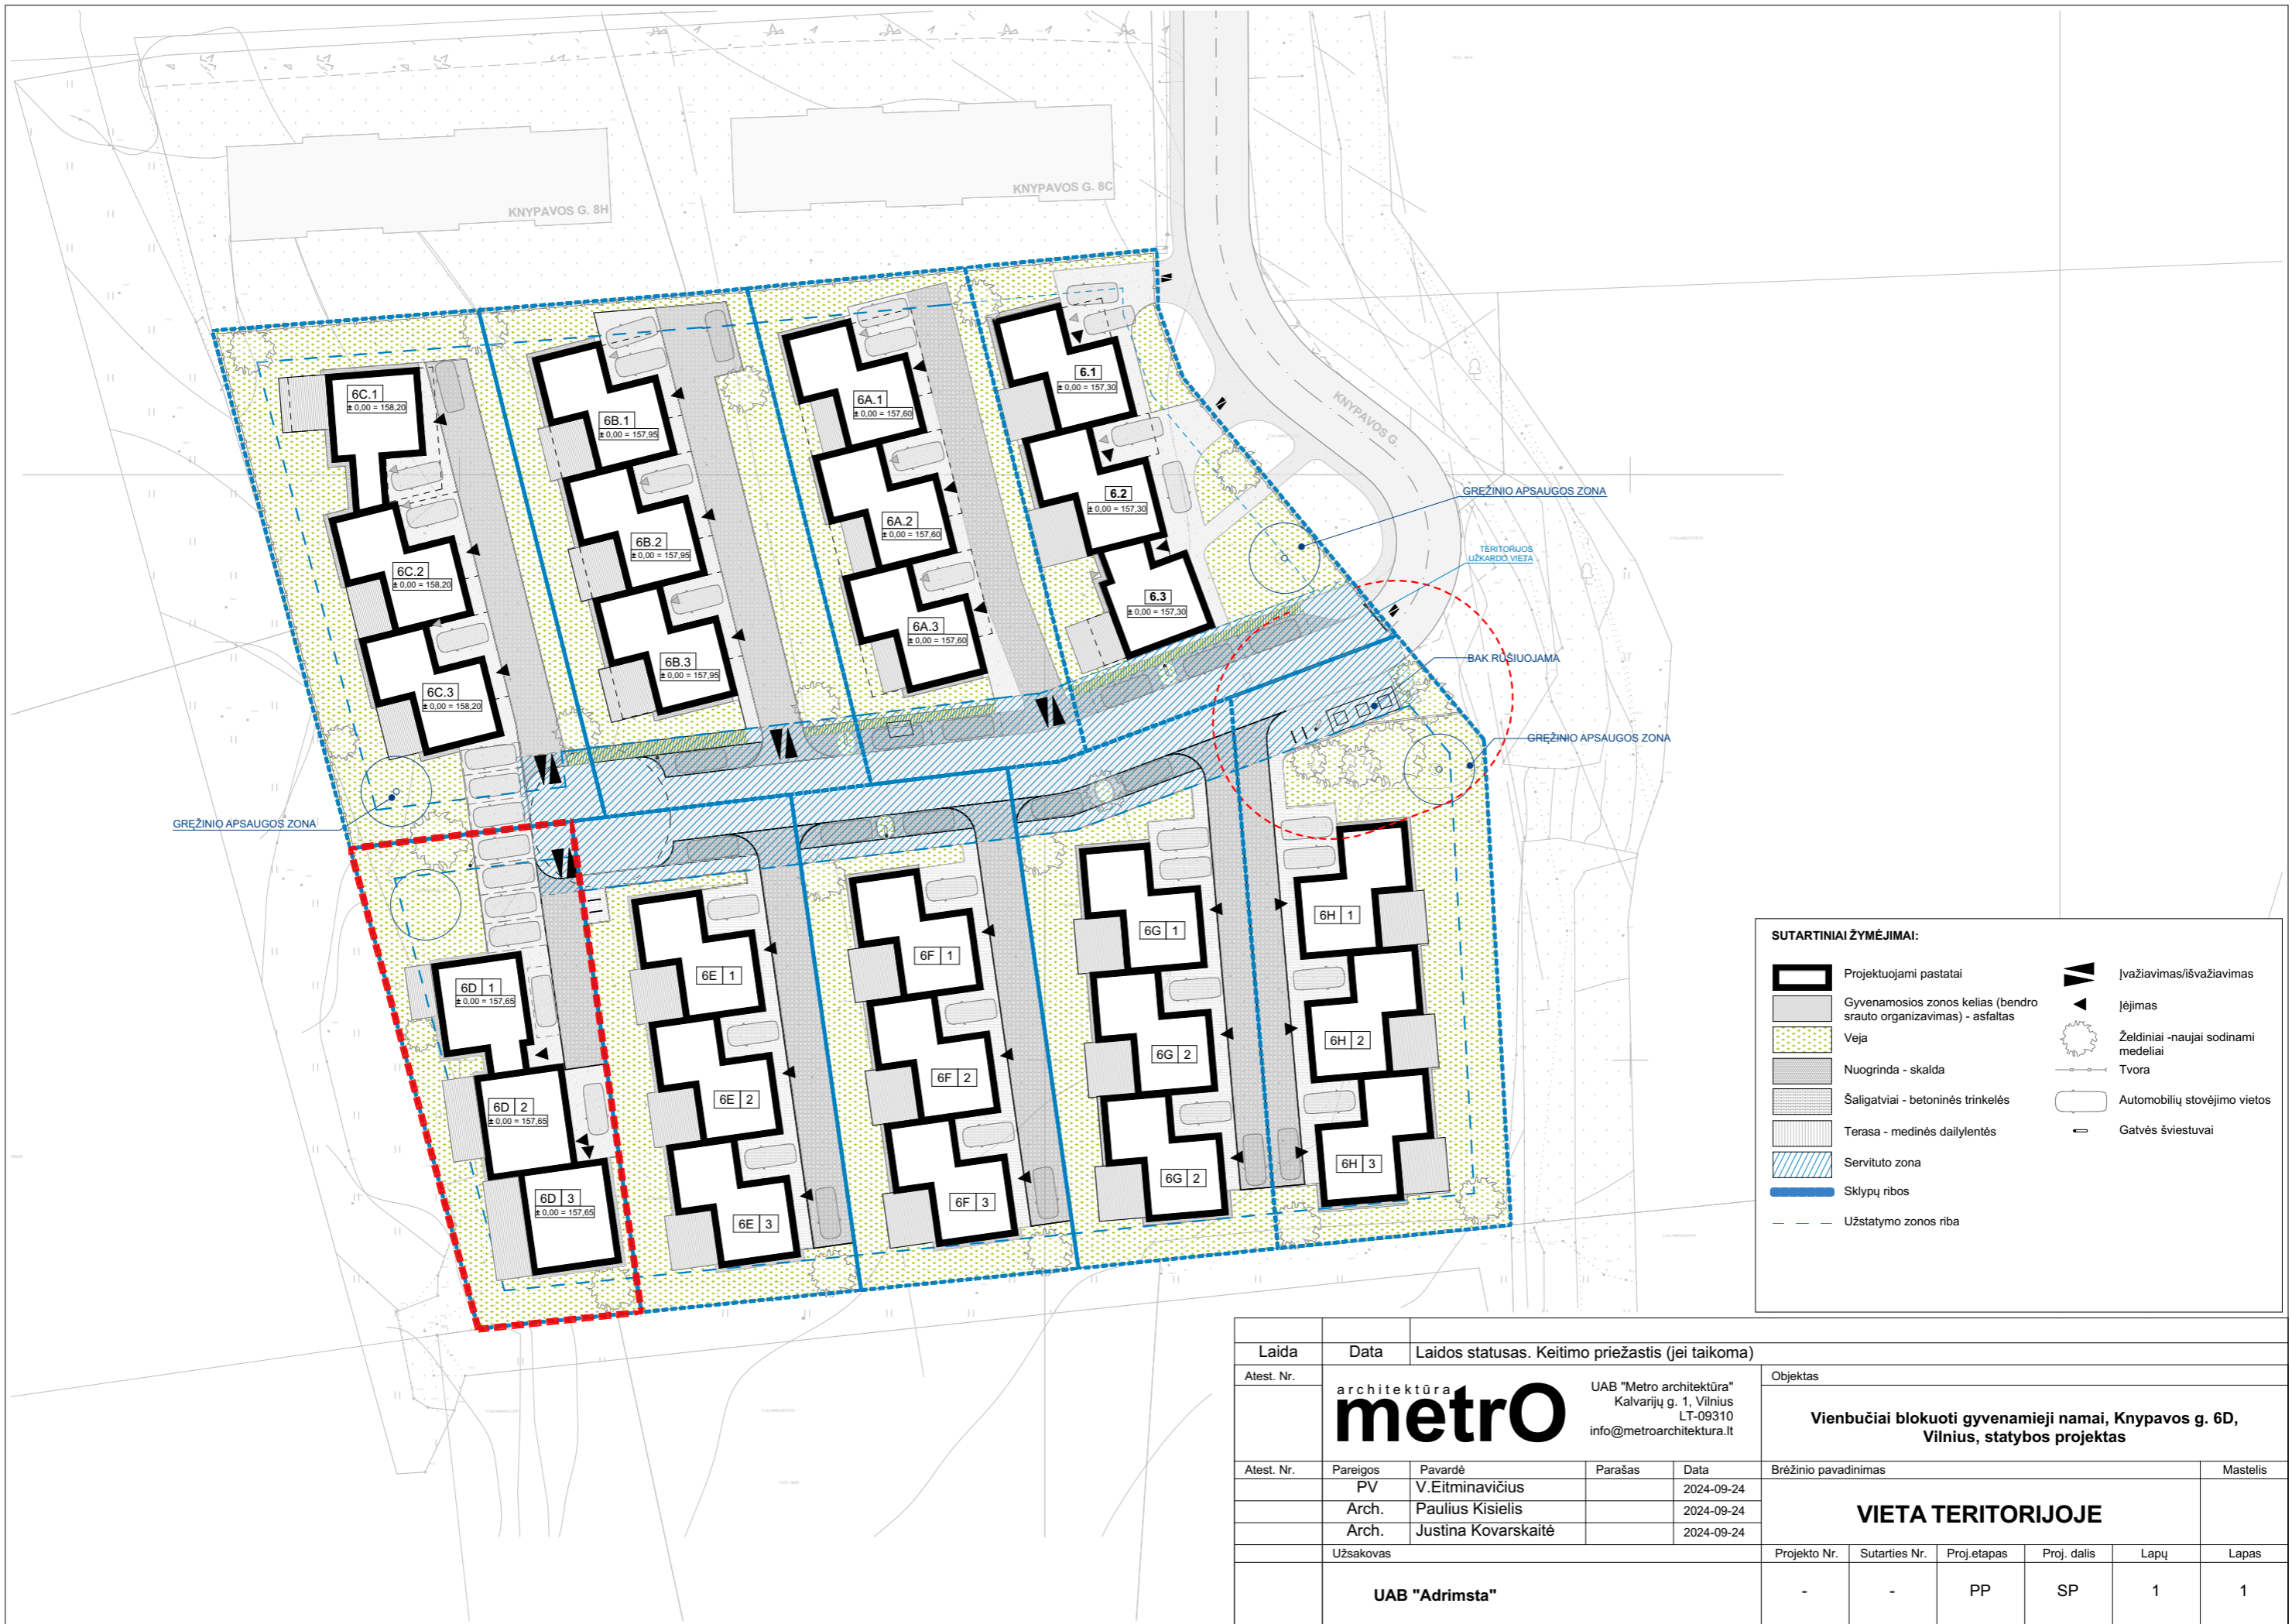 KNYPAVOS G. 8H
KNYPAVOS G. 8C
KNYPAVOS G.
6C.1
± 0,00 = 158,20
6C.2
± 0,00 = 158,20
6C.3
± 0,00 = 158,20
6B.1
± 0,00 = 157,95
6B.2
± 0,00 = 157,95
6B.3
± 0,00 = 157,95
6A.1
± 0,00 = 157,60
6A.2
± 0,00 = 157,60
6A.3
± 0,00 = 157,60
6.1
± 0,00 = 157,30
6.2
± 0,00 = 157,30
6.3
± 0,00 = 157,30
GRĘŽINIO APSAUGOS ZONA
TERITORIJOS
UŽKARDO VIETA
BAK RŪŠIUOJAMA
GRĘŽINIO APSAUGOS ZONA
GRĘŽINIO APSAUGOS ZONA
6D 1
± 0,00 = 157,65
6D 2
± 0,00 = 157,65
6D 3
± 0,00 = 157,65
6E 1
6E 2
6E 3
6F 1
6F 2
6F 3
6G 1
6G 2
6G 2
6H 1
6H 2
6H 3
SUTARTINIAI ŽYMĖJIMAI:
Projektuojami pastatai
Gyvenamosios zonos kelias (bendro
srauto organizavimas) - asfaltas
Veja
Nuogrinda - skalda
Šaligatviai - betoninės trinkelės
Terasa - medinės dailylentės
Servituto zona
Sklypų ribos
Užstatymo zonos riba
Įvažiavimas/išvažiavimas
Įėjimas
Želdiniai -naujai sodinami
medeliai
Tvora
Automobilių stovėjimo vietos
Gatvės šviestuvai
Laida Data Laidos statusas. Keitimo priežastis (jei taikoma)
Atest. Nr.
architektūra
metrO
UAB "Metro architektūra"
Kalvarijų g. 1, Vilnius
LT-09310
info@metroarchitektura.lt
Objektas
Vienbučiai blokuoti gyvenamieji namai, Knypavos g. 6D,
Vilnius, statybos projektas
Atest. Nr. Pareigos Pavardė Parašas Data
PV V.Eitminavičius 2024-09-24
Arch. Paulius Kisielis 2024-09-24
Arch. Justina Kovarskaitė 2024-09-24
Brėžinio pavadinimas Mastelis
VIETA TERITORIJOJE
Užsakovas
UAB "Adrimsta"
Projekto Nr. Sutarties Nr. Proj.etapas Proj. dalis Lapų Lapas
- - PP SP 1 1